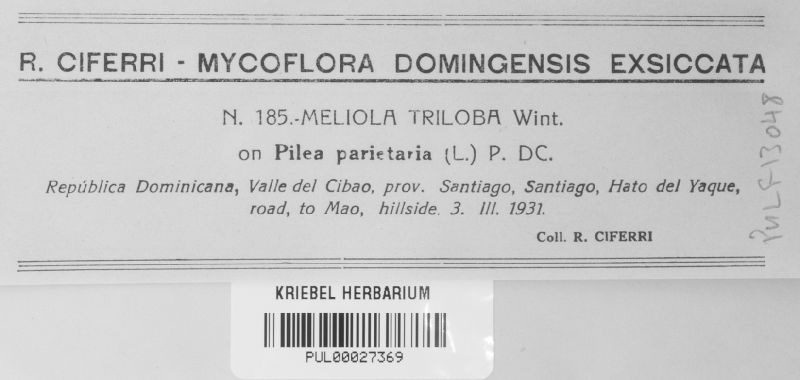 R. CIFERRI - MYCOFLORA DOMINGENSIS EXSICCATA
N. 185.-MELIOLA TRILOBA Wint.
on Pilea parietaria (L.) P. DC.
República Dominicana, Valle del Cibao, prov. Santiago, Santiago, Hato del Yaque,
road, to Mao, hillside. 3. III. 1931.
Coll. R. CIFERRI
PULF13048
KRIEBEL HERBARIUM
PUL00027369